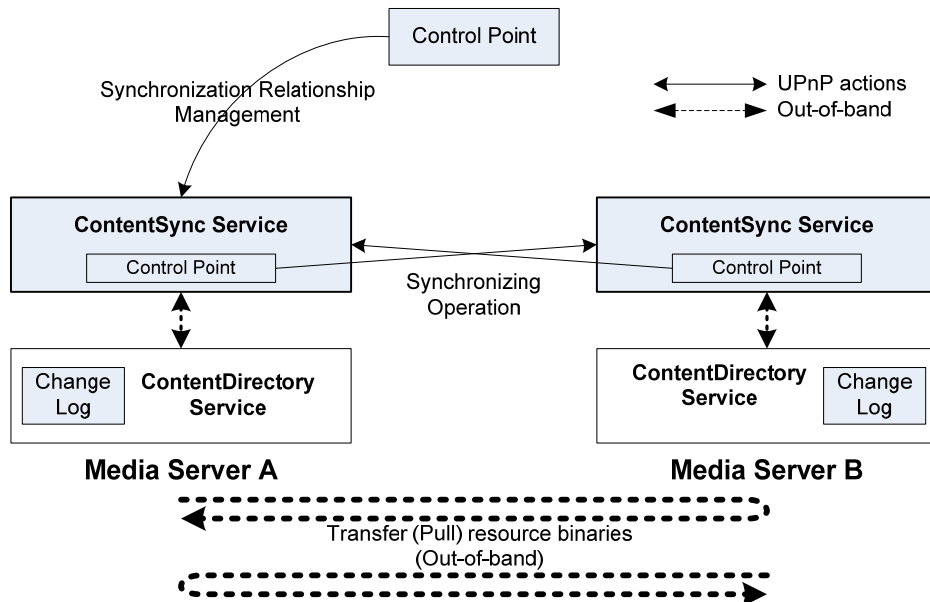 Control Point
Synchronization Relationship
Management
UPnP actions
Out-of-band
ContentSync Service
Control Point
ContentSync Service
Control Point
Synchronizing
Operation
Change
Log
ContentDirectory
Service
ContentDirectory
Service
Change
Log
Media Server A
Media Server B
Transfer (Pull) resource binaries
(Out-of-band)